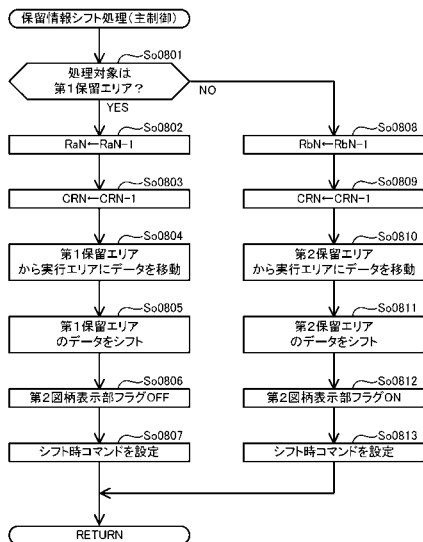 保留情報シフト処理(主制御)
So0801
処理対象は
第1保留エリア?
NO
YES
So0802
RaN←RaN-1
So0803
CRN←CRN-1
So0804
第1保留エリア
から実行エリアにデータを移動
So0805
第1保留エリア
のデータをシフト
So0806
第2図柄表示部フラグOFF
So0807
シフト時コマンドを設定
So0808
RbN←RbN-1
So0809
CRN←CRN-1
So0810
第2保留エリア
から実行エリアにデータを移動
So0811
第2保留エリア
のデータをシフト
So0812
第2図柄表示部フラグON
So0813
シフト時コマンドを設定
RETURN